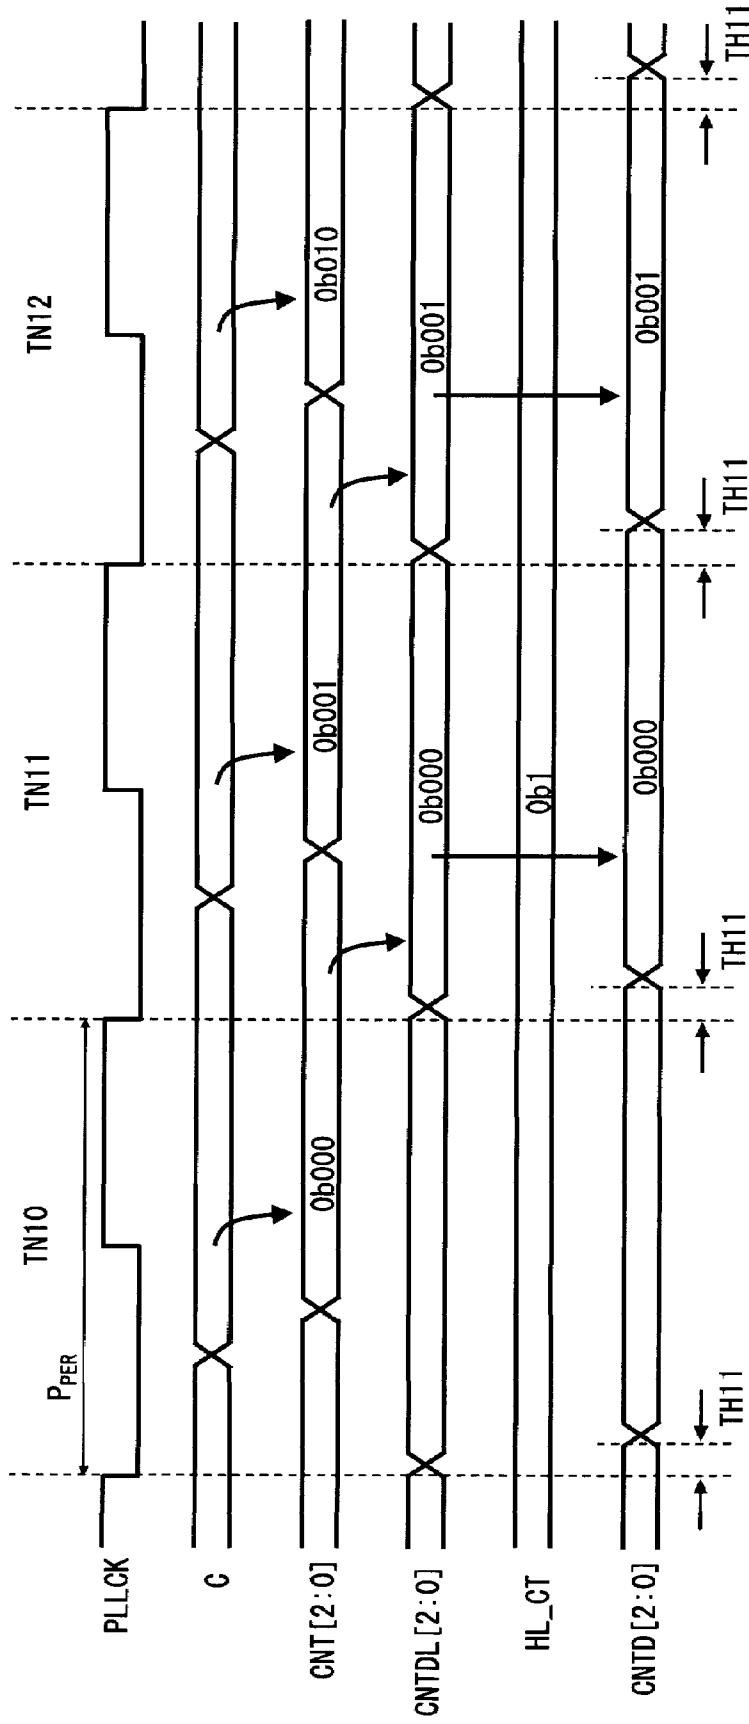 TN10
TN11
TN12
PPER
PLLCK
C
CNT[2:0]
0b000
0b001
0b010
CNTDL[2:0]
0b000
0b001
HL_CT
0b1
CNTD[2:0]
0b000
0b001
TH11
TH11
TH11
TH11